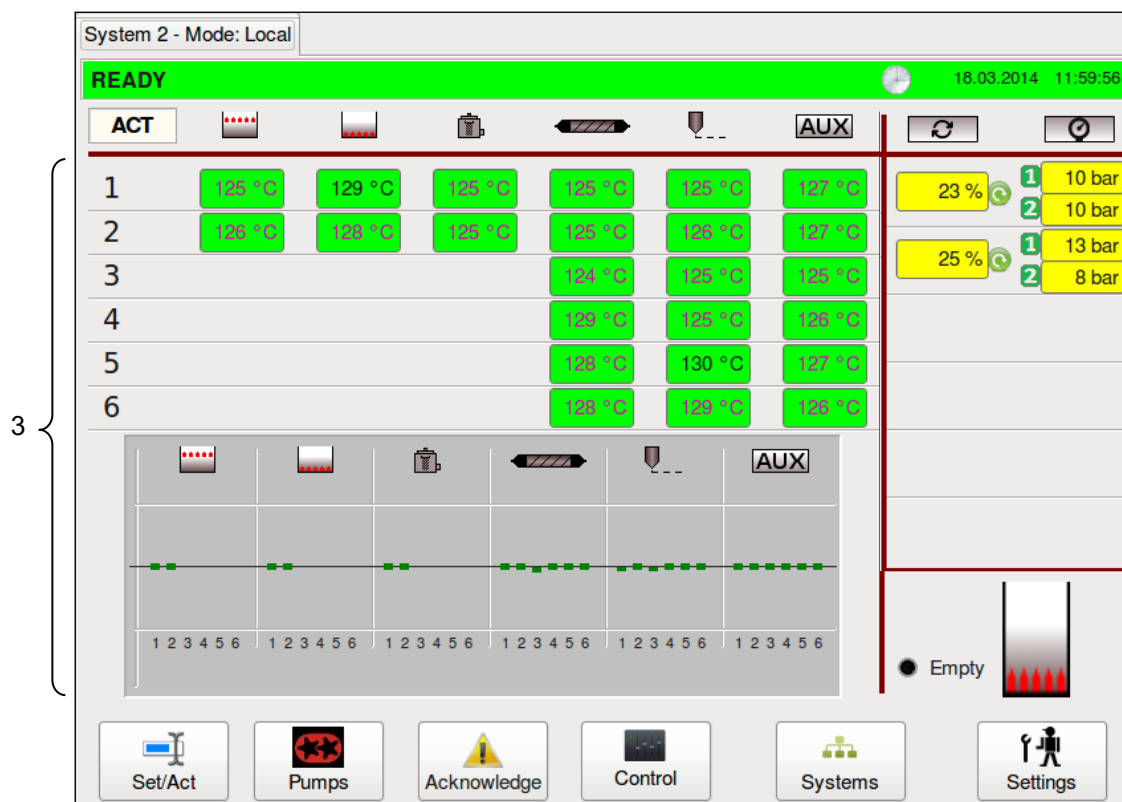 System 2 - Mode: Local
READY 18.03.2014 11:59:56
ACT AUX
1 125 °C 129 °C 125 °C 125 °C 125 °C 127 °C 23 % 1 10 bar
2 10 bar
2 126 °C 128 °C 125 °C 125 °C 126 °C 127 °C 25 % 1 13 bar
3 124 °C 125 °C 125 °C 2 8 bar
4 129 °C 125 °C 126 °C
5 128 °C 130 °C 127 °C
6 128 °C 129 °C 126 °C
3
AUX
1 2 3 4 5 6 1 2 3 4 5 6 1 2 3 4 5 6 1 2 3 4 5 6 1 2 3 4 5 6 1 2 3 4 5 6
Empty
Set/Act Pumps Acknowledge Control Systems Settings